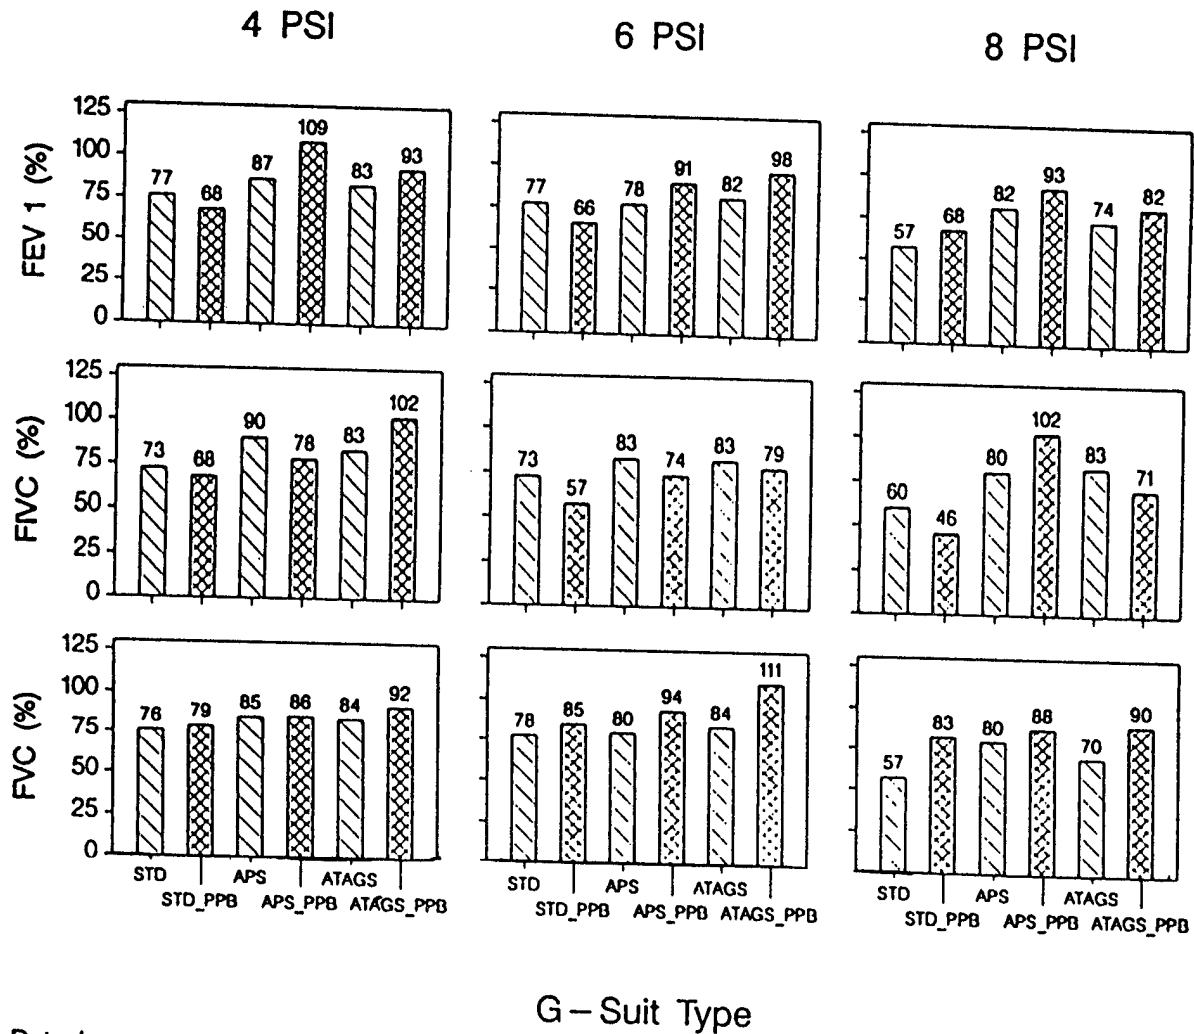 4 PSI 6 PSI 8 PSI
FEV 1 (%)
125
100
75
50
25
0
77 68 87 109 83 93
77 66 78 91 82 98
57 68 82 93 74 82
FIVC (%)
125
100
75
50
25
0
73 68 90 78 83 102
73 57 83 74 83 79
60 46 80 102 83 71
FVC (%)
125
100
75
50
25
0
76 79 85 86 84 92
78 85 80 94 84 111
57 83 80 88 70 90
STD APS ATAGS
STD_PPB APS_PPB ATAGS_PPB
STD APS ATAGS
STD_PPB APS_PPB ATAGS_PPB
STD APS ATAGS
STD_PPB APS_PPB ATAGS_PPB
G-Suit Type